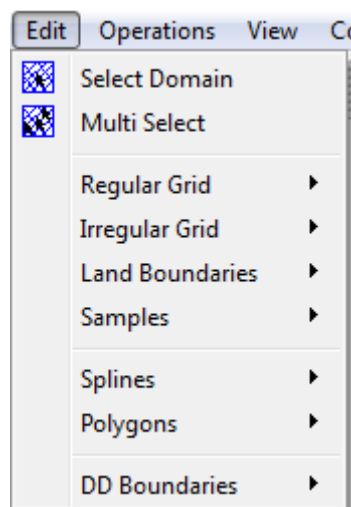 Edit Operations View
Select Domain
Multi Select
Regular Grid
Irregular Grid
Land Boundaries
Samples
Splines
Polygons
DD Boundaries